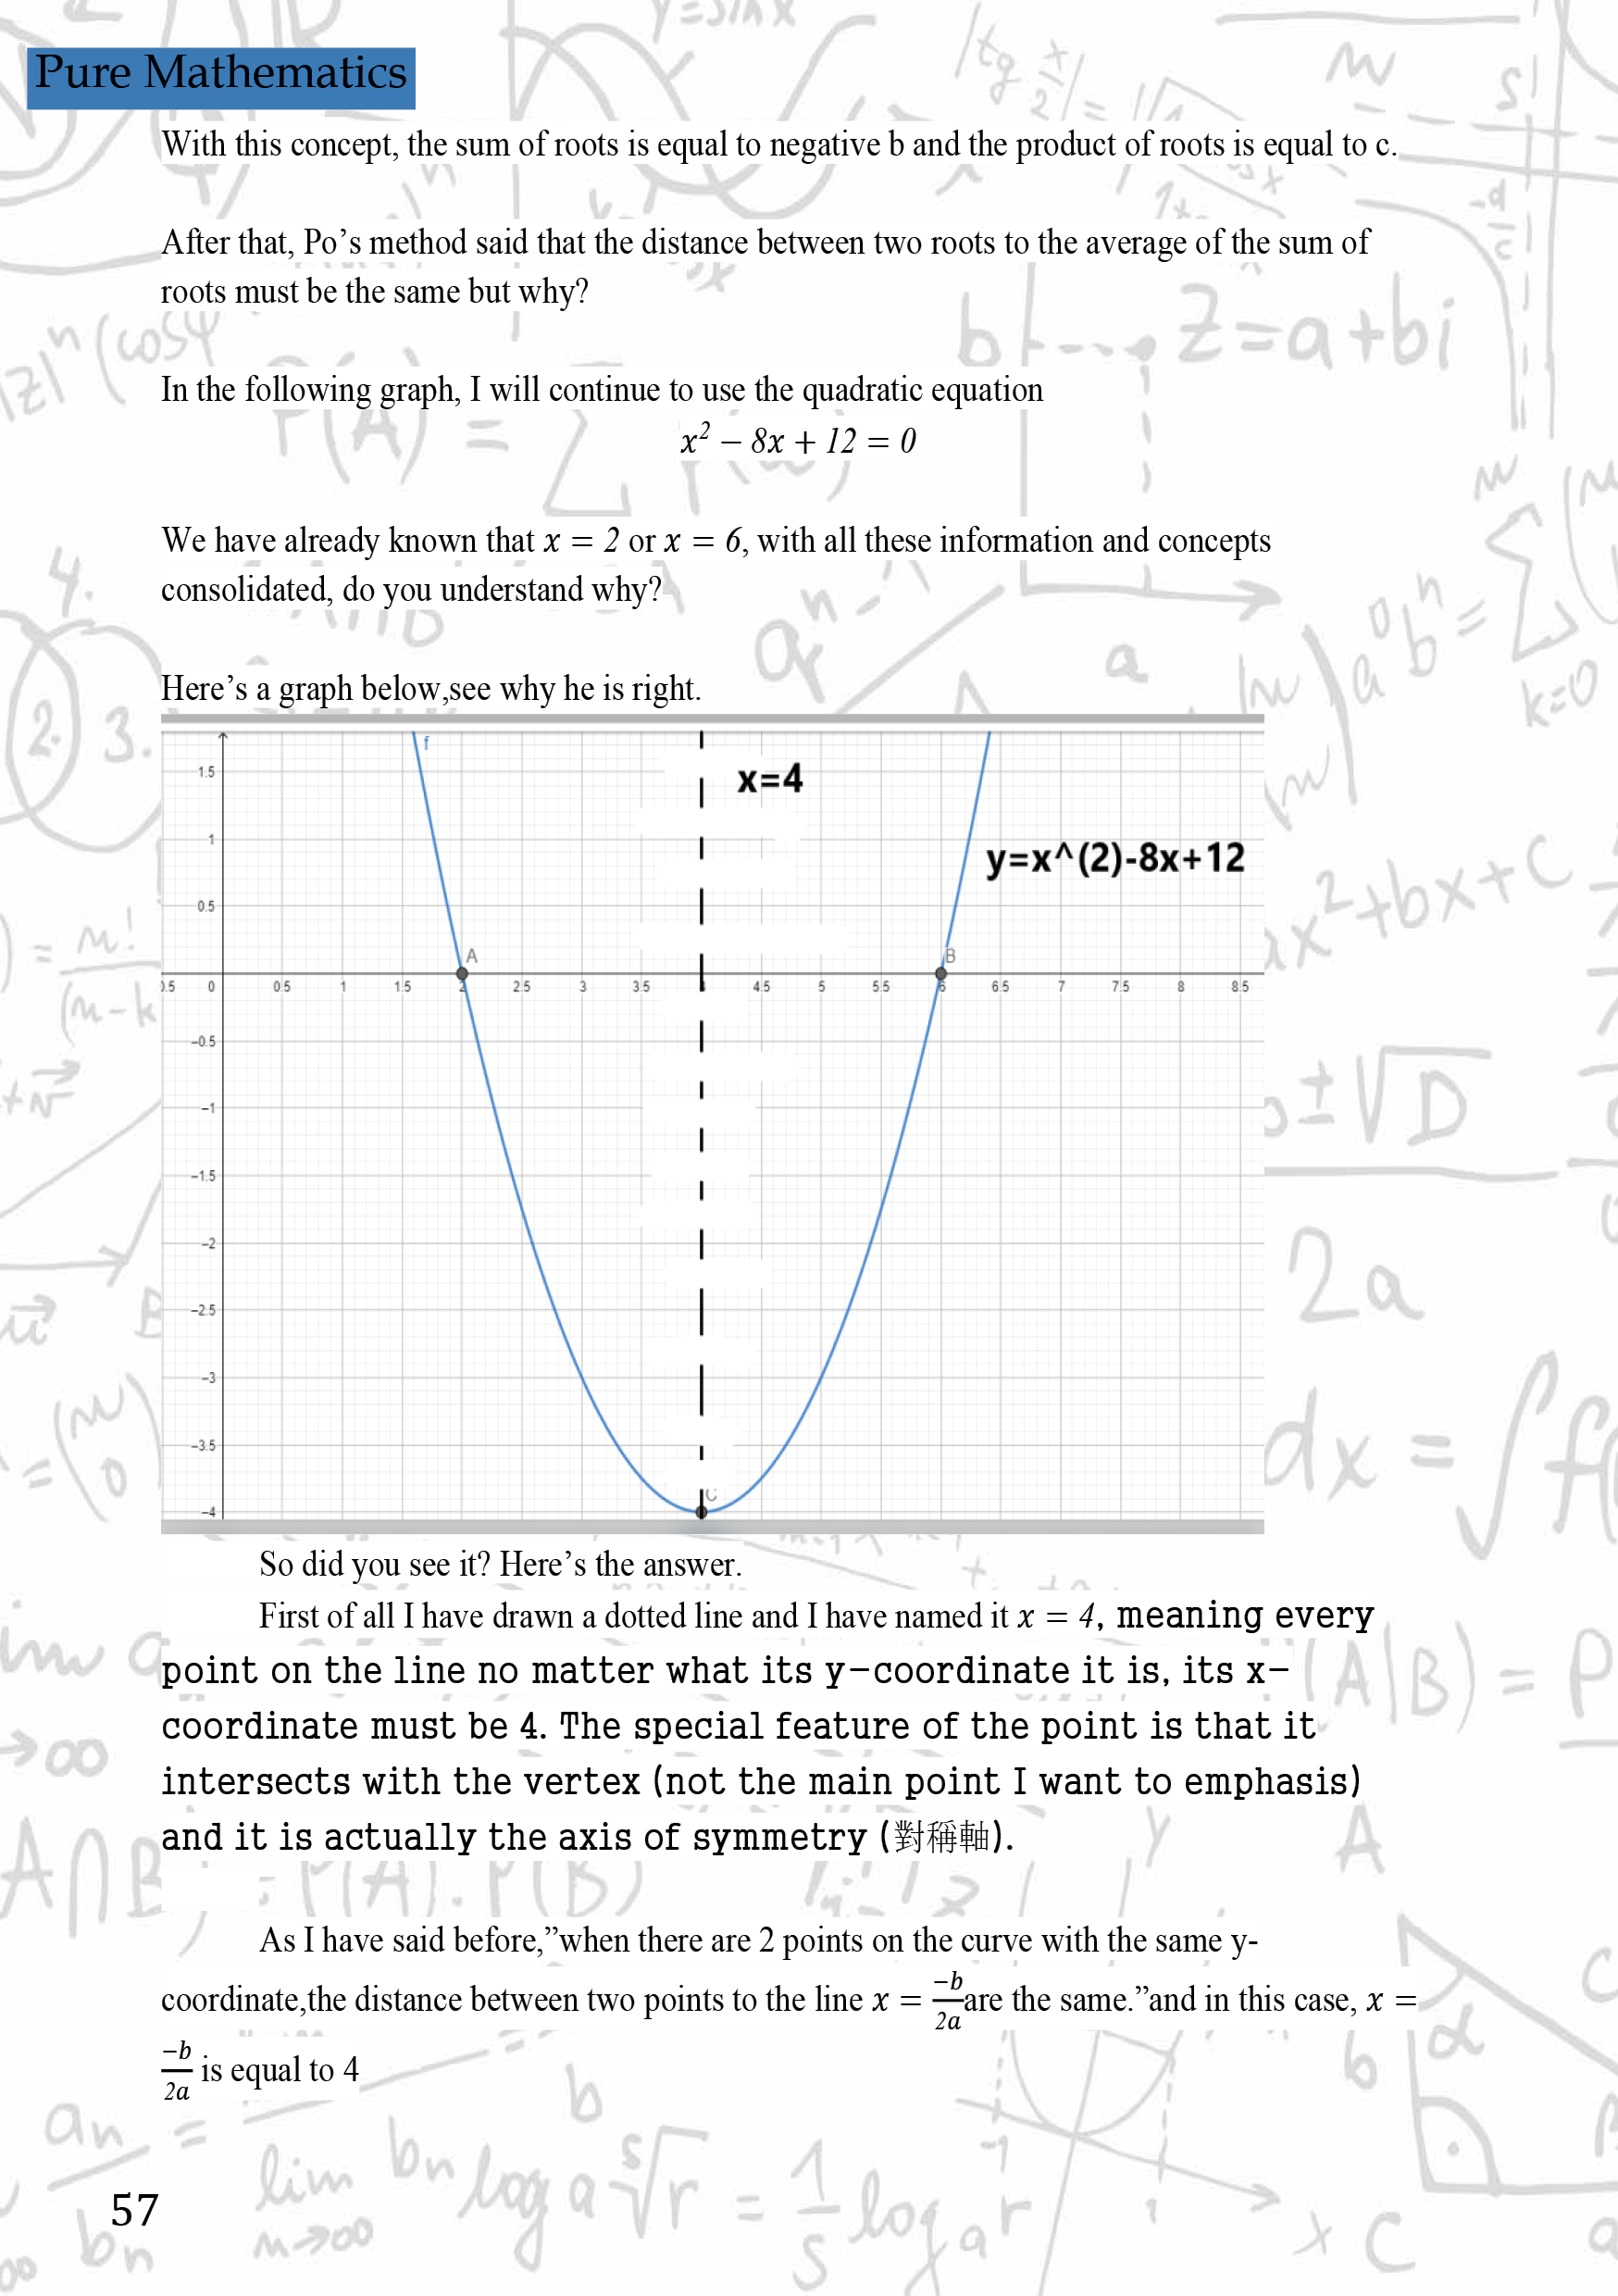 Pure Mathematics
With this concept, the sum of roots is equal to negative b and the product of roots is equal to c.
After that, Po’s method said that the distance between two roots to the average of the sum of
roots must be the same but why?
In the following graph, I will continue to use the quadratic equation
x² − 8x + 12 = 0
We have already known that x = 2 or x = 6, with all these information and concepts
consolidated, do you understand why?
Here’s a graph below,see why he is right.
f
x=4
y=x^(2)-8x+12
1.5
1
0.5
A
B
0.5 0 0.5 1 1.5 2 2.5 3 3.5 4.5 5 5.5 6 6.5 7 7.5 8 8.5
−0.5
−1
−1.5
−2
−2.5
−3
−3.5
−4
C
So did you see it? Here’s the answer.
First of all I have drawn a dotted line and I have named it x = 4, meaning every
point on the line no matter what its y-coordinate it is, its x-
coordinate must be 4. The special feature of the point is that it
intersects with the vertex (not the main point I want to emphasis)
and it is actually the axis of symmetry (對稱軸).
As I have said before,”when there are 2 points on the curve with the same y-
coordinate,the distance between two points to the line x = −b/2a are the same.”and in this case, x =
−b/2a is equal to 4
57